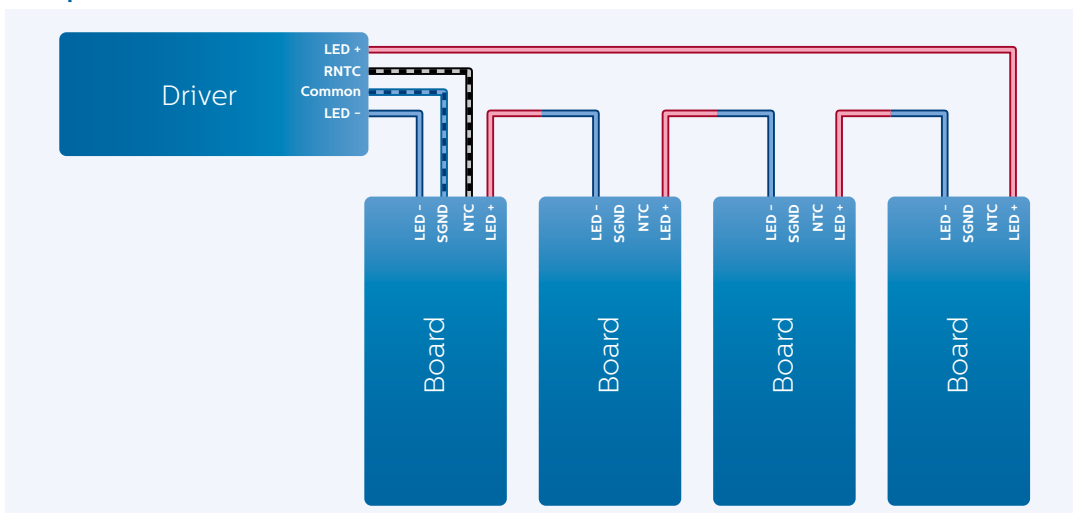 LED +
RNTC
Driver
Common
LED -
LED -
SGND
NTC
LED +
LED -
SGND
NTC
LED +
LED -
SGND
NTC
LED +
LED -
SGND
NTC
LED +
Board
Board
Board
Board